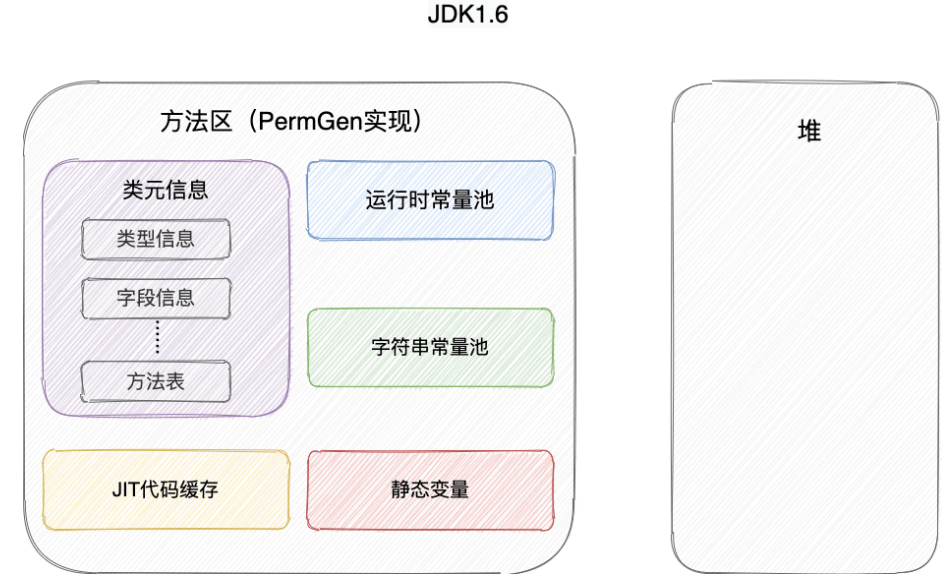 JDK1.6
方法区（PermGen实现）
堆
类元信息
运行时常量池
类型信息
字段信息
字符串常量池
方法表
JIT代码缓存
静态变量